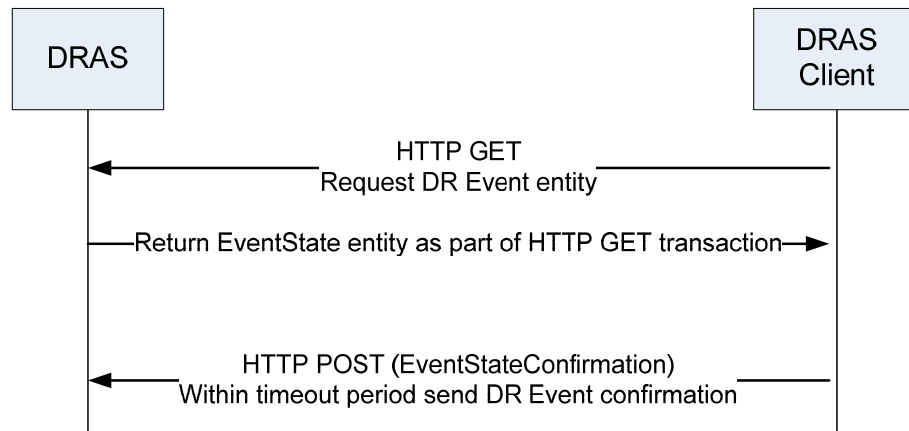 DRAS
DRAS
Client
HTTP GET
Request DR Event entity
Return EventState entity as part of HTTP GET transaction
HTTP POST (EventStateConfirmation)
Within timeout period send DR Event confirmation